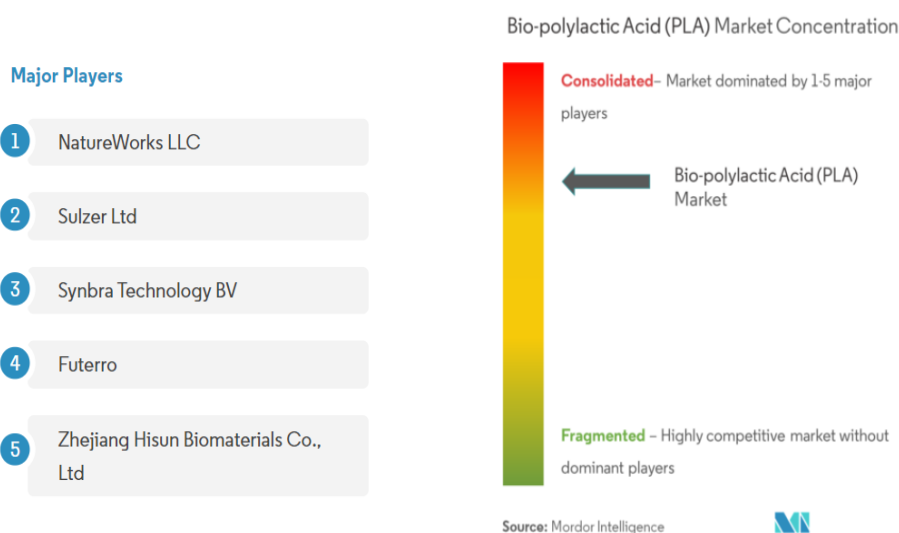 Major Players
1
NatureWorks LLC
2
Sulzer Ltd
3
Synbra Technology BV
4
Futerro
5
Zhejiang Hisun Biomaterials Co.,
Ltd
Bio-polylactic Acid (PLA) Market Concentration
Consolidated– Market dominated by 1-5 major
players
Bio-polylactic Acid (PLA)
Market
Fragmented – Highly competitive market without
dominant players
Source: Mordor Intelligence